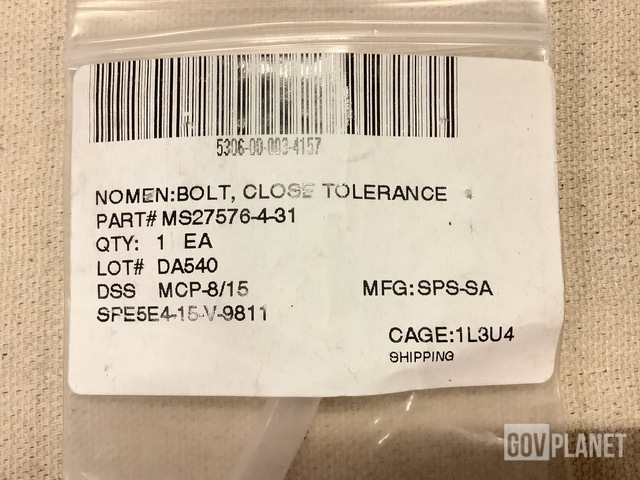 5306-00-003-4157
NOMEN:BOLT, CLOSE TOLERANCE
PART# MS27576-4-31
QTY: 1 EA
LOT# DA540
DSS MCP-8/15 MFG:SPS-SA
SPE5E4-15-V-9811
CAGE:1L3U4
SHIPPING
GOVPLANET